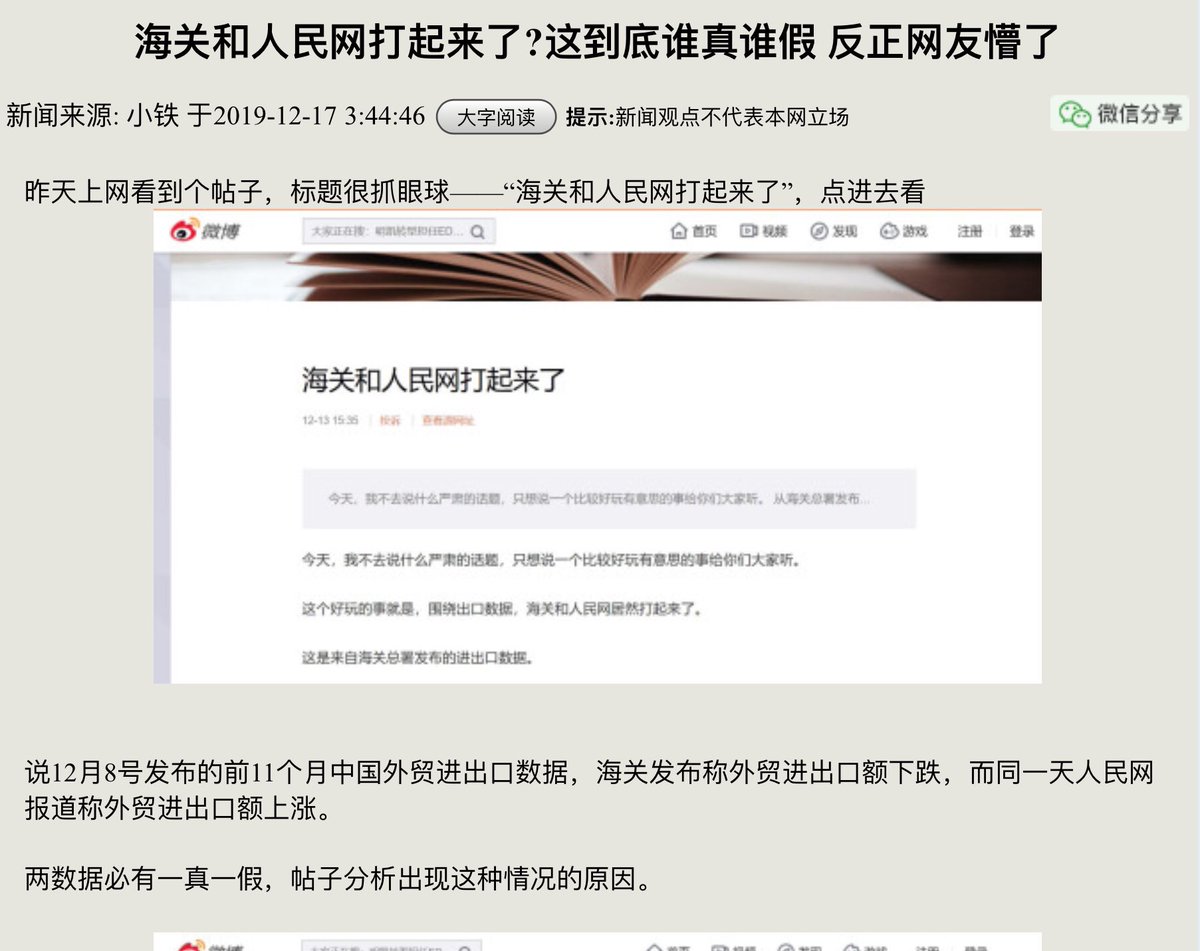 海关和人民网打起来了?这到底谁真谁假 反正网友懵了
新闻来源: 小铁 于2019-12-17 3:44:46 大字阅读 提示:新闻观点不代表本网立场 微信分享
昨天上网看到个帖子，标题很抓眼球——“海关和人民网打起来了”，点进去看
微博 大家正在搜: 首页 视频 发现 游戏 注册 登录
海关和人民网打起来了
12-13 15:35 投诉 查看源网址
今天，我不去说什么严肃的话题，只想说一个比较好玩有意思的事给你们大家听。 从海关总署发布...
今天，我不去说什么严肃的话题，只想说一个比较好玩有意思的事给你们大家听。
这个好玩的事就是，围绕出口数据，海关和人民网居然打起来了。
这是来自海关总署发布的进出口数据。
说12月8号发布的前11个月中国外贸进出口数据，海关发布称外贸进出口额下跌，而同一天人民网
报道称外贸进出口额上涨。
两数据必有一真一假，帖子分析出现这种情况的原因。